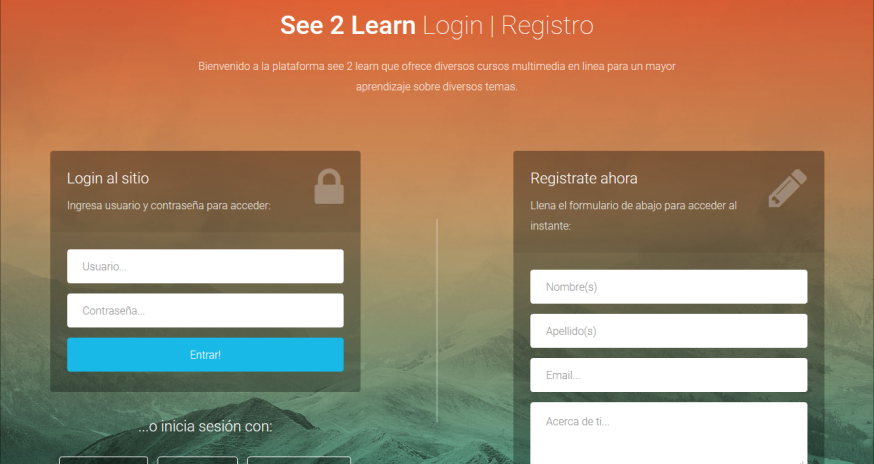 See 2 Learn Login | Registro
Bienvenido a la plataforma see 2 learn que ofrece diversos cursos multimedia en linea para un mayor
aprendizaje sobre diversos temas.
Login al sitio
Ingresa usuario y contraseña para acceder:
Usuario...
Contraseña...
Entrar!
...o inicia sesión con:
Registrate ahora
Llena el formulario de abajo para acceder al
instante:
Nombre(s)
Apellido(s)
Email...
Acerca de ti...